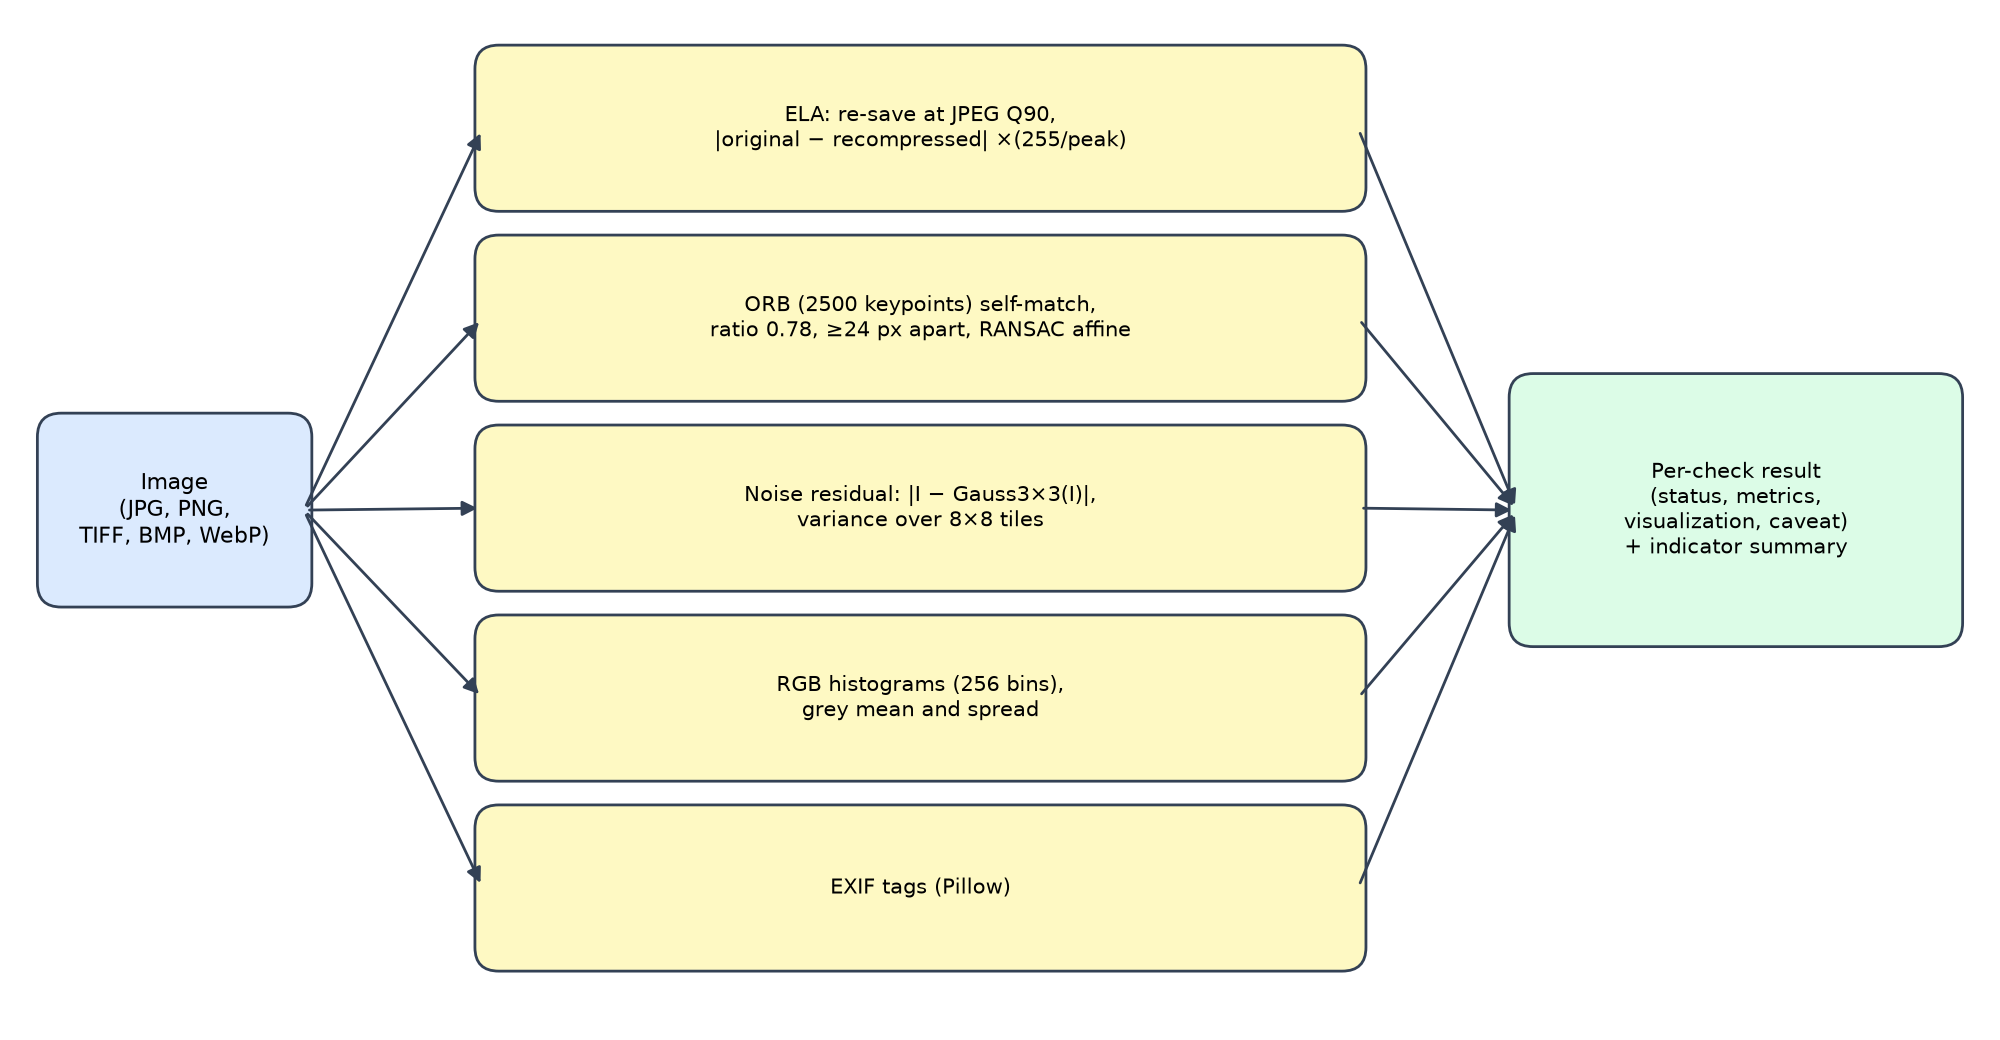 Image
(JPG, PNG,
TIFF, BMP, WebP)
ELA: re-save at JPEG Q90,
|original − recompressed| ×(255/peak)
ORB (2500 keypoints) self-match,
ratio 0.78, ≥24 px apart, RANSAC affine
Noise residual: |I − Gauss3×3(I)|,
variance over 8×8 tiles
RGB histograms (256 bins),
grey mean and spread
EXIF tags (Pillow)
Per-check result
(status, metrics,
visualization, caveat)
+ indicator summary